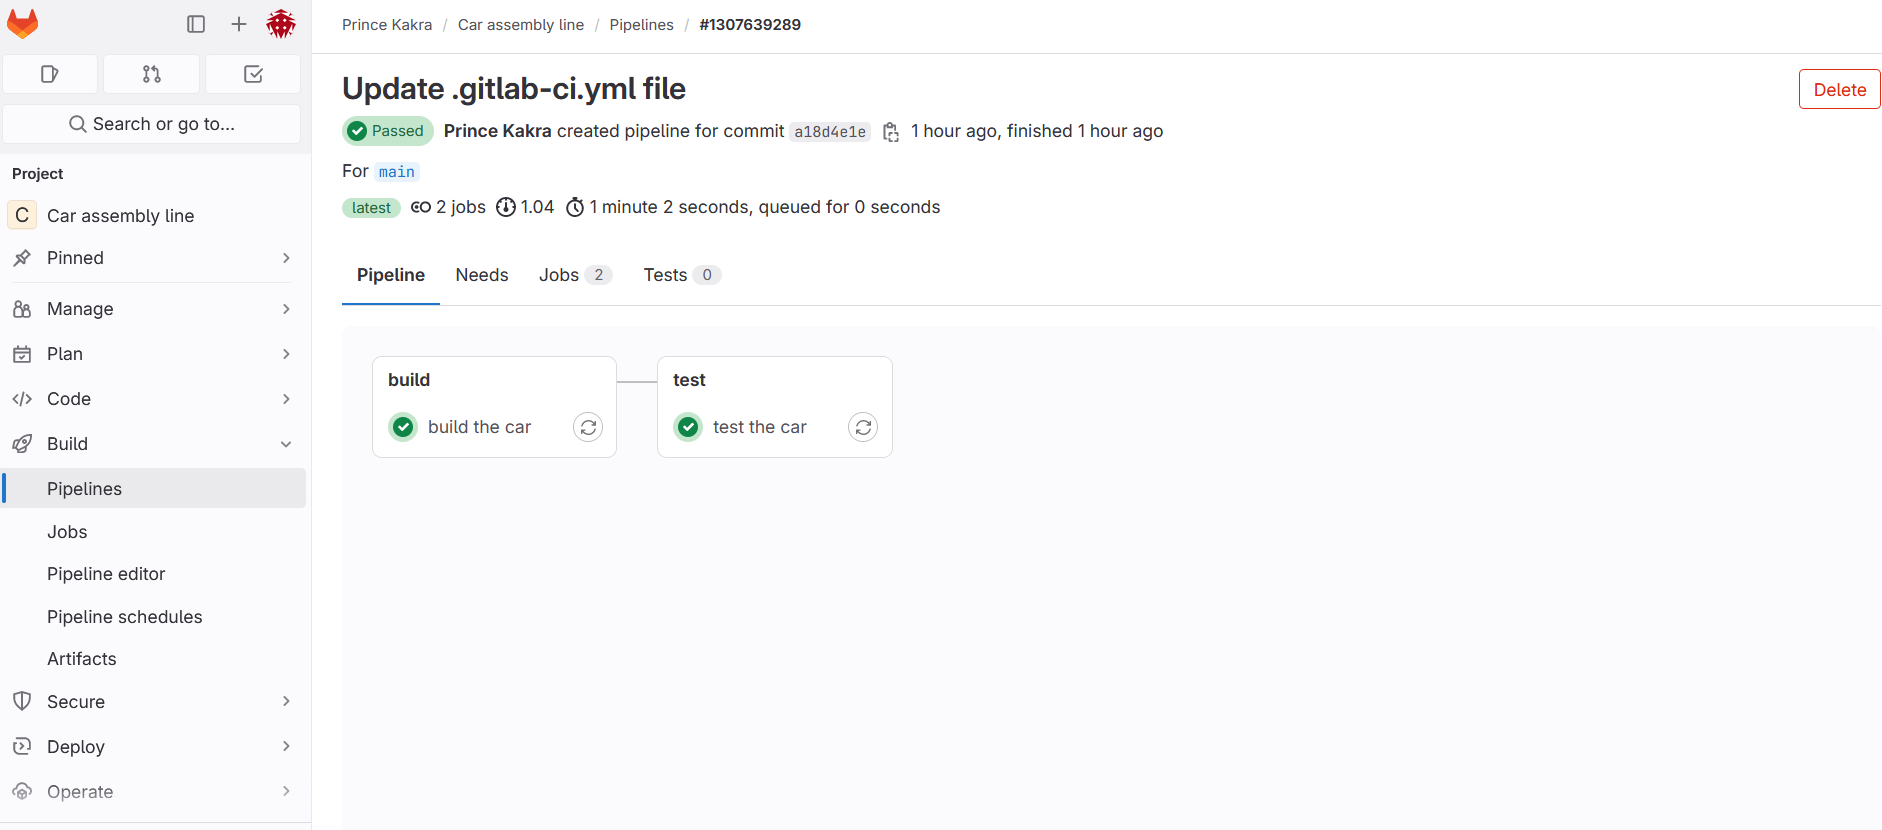 Prince Kakra / Car assembly line / Pipelines / #1307639289
Update .gitlab-ci.yml file
Delete
Passed Prince Kakra created pipeline for commit a18d4e1e 1 hour ago, finished 1 hour ago
For main
latest 2 jobs 1.04 1 minute 2 seconds, queued for 0 seconds
Pipeline Needs Jobs 2 Tests 0
build
build the car
test
test the car
Search or go to...
Project
C Car assembly line
Pinned
Manage
Plan
Code
Build
Pipelines
Jobs
Pipeline editor
Pipeline schedules
Artifacts
Secure
Deploy
Operate